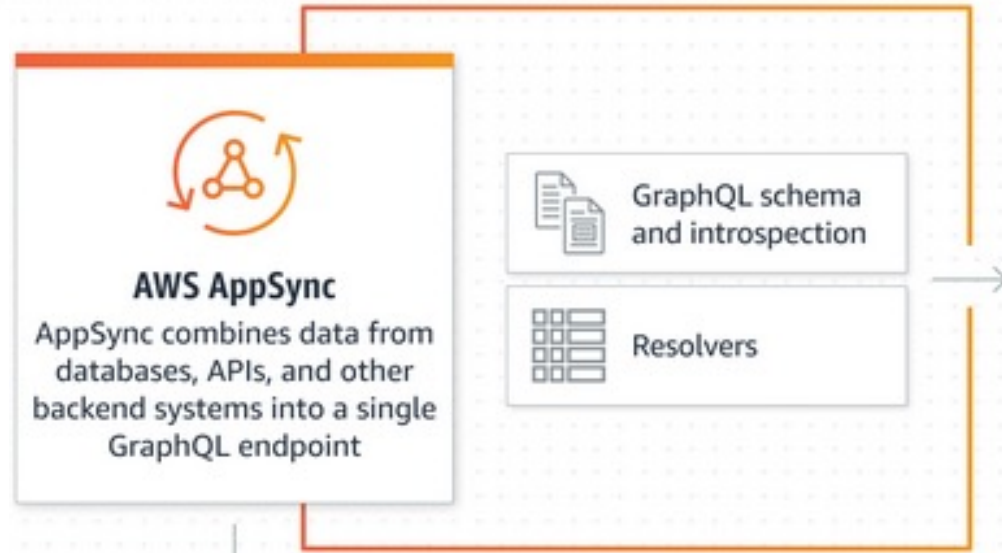 AWS AppSync
AppSync combines data from
databases, APIs, and other
backend systems into a single
GraphQL endpoint
GraphQL schema
and introspection
Resolvers